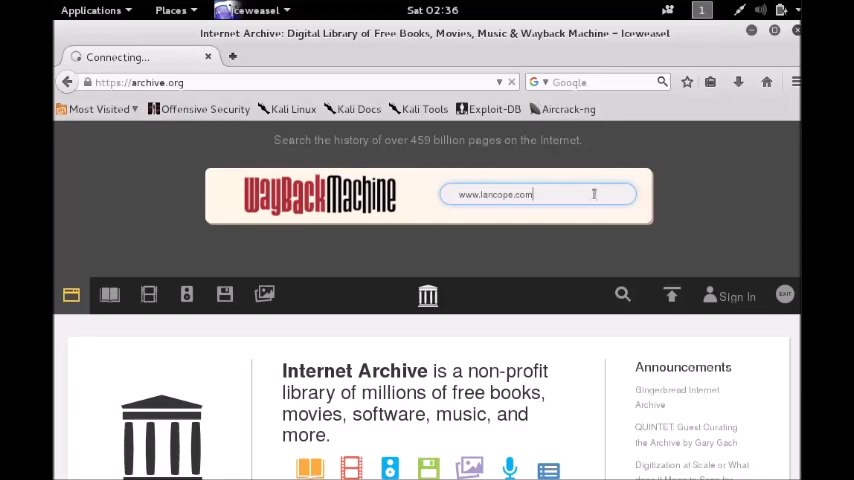 Applications Places Iceweasel Sat 02:36 1
Internet Archive: Digital Library of Free Books, Movies, Music & Wayback Machine – Iceweasel
Connecting...
https://archive.org Google
Most Visited Offensive Security Kali Linux Kali Docs Kali Tools Exploit-DB Aircrack-ng
Search the history of over 459 billion pages on the Internet.
WayBackMachine www.lancope.com
Sign In EXIT
Internet Archive is a non-profit
library of millions of free books,
movies, software, music, and
more.
Announcements
Gingerbread Internet
Archive
QUINTET: Guest Curating
the Archive by Gary Gach
Digitization at Scale or What